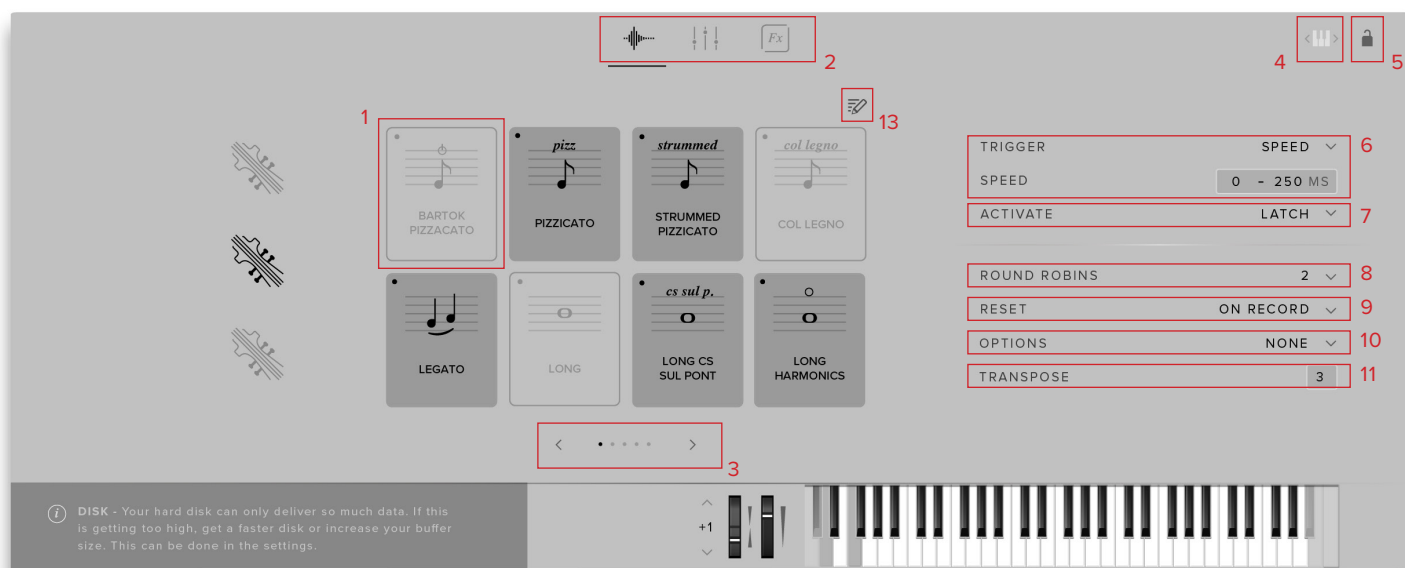 Fx
2
4
5
13
1
pizz
strummed
col legno
BARTOK
PIZZACATO
PIZZICATO
STRUMMED
PIZZICATO
COL LEGNO
cs sul p.
LEGATO
LONG
LONG CS
SUL PONT
LONG
HARMONICS
3
TRIGGER SPEED 6
SPEED 0 - 250 MS
ACTIVATE LATCH 7
ROUND ROBINS 2 8
RESET ON RECORD 9
OPTIONS NONE 10
TRANSPOSE 3 11
i DISK - Your hard disk can only deliver so much data. If this
is getting too high, get a faster disk or increase your buffer
size. This can be done in the settings.
+1